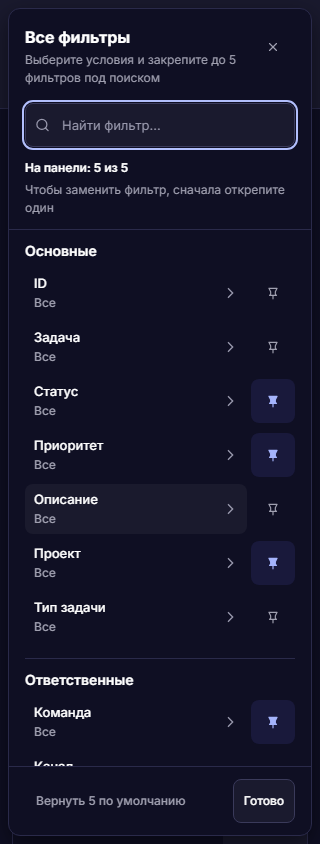 Все фильтры
Выберите условия и закрепите до 5
фильтров под поиском
Найти фильтр...
На панели: 5 из 5
Чтобы заменить фильтр, сначала открепите
один
Основные
ID
Все
Задача
Все
Статус
Все
Приоритет
Все
Описание
Все
Проект
Все
Тип задачи
Все
Ответственные
Команда
Все
Вернуть 5 по умолчанию
Готово